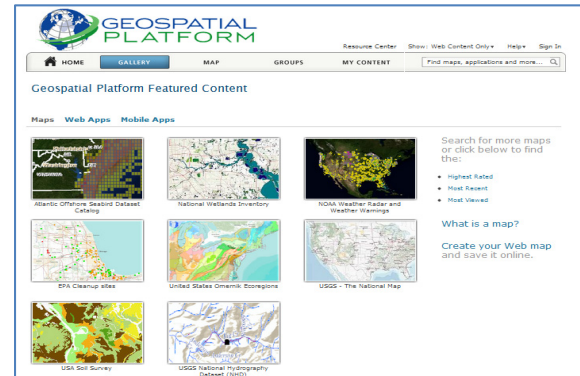 GEOSPATIAL
PLATFORM
Resource Center Show: Web Content Only Help Sign In
HOME GALLERY MAP GROUPS MY CONTENT Find maps, applications and more...
Geospatial Platform Featured Content
Maps Web Apps Mobile Apps
Atlantic Offshore Seabird Dataset
Catalog
National Wetlands Inventory
NOAA Weather Radar and
Weather Warnings
EPA Cleanup sites
United States Omernik Ecoregions
USGS - The National Map
USA Soil Survey
USGS National Hydrography
Dataset (NHD)
Search for more maps
or click below to find
the:
Highest Rated
Most Recent
Most Viewed
What is a map?
Create your Web map
and save it online.